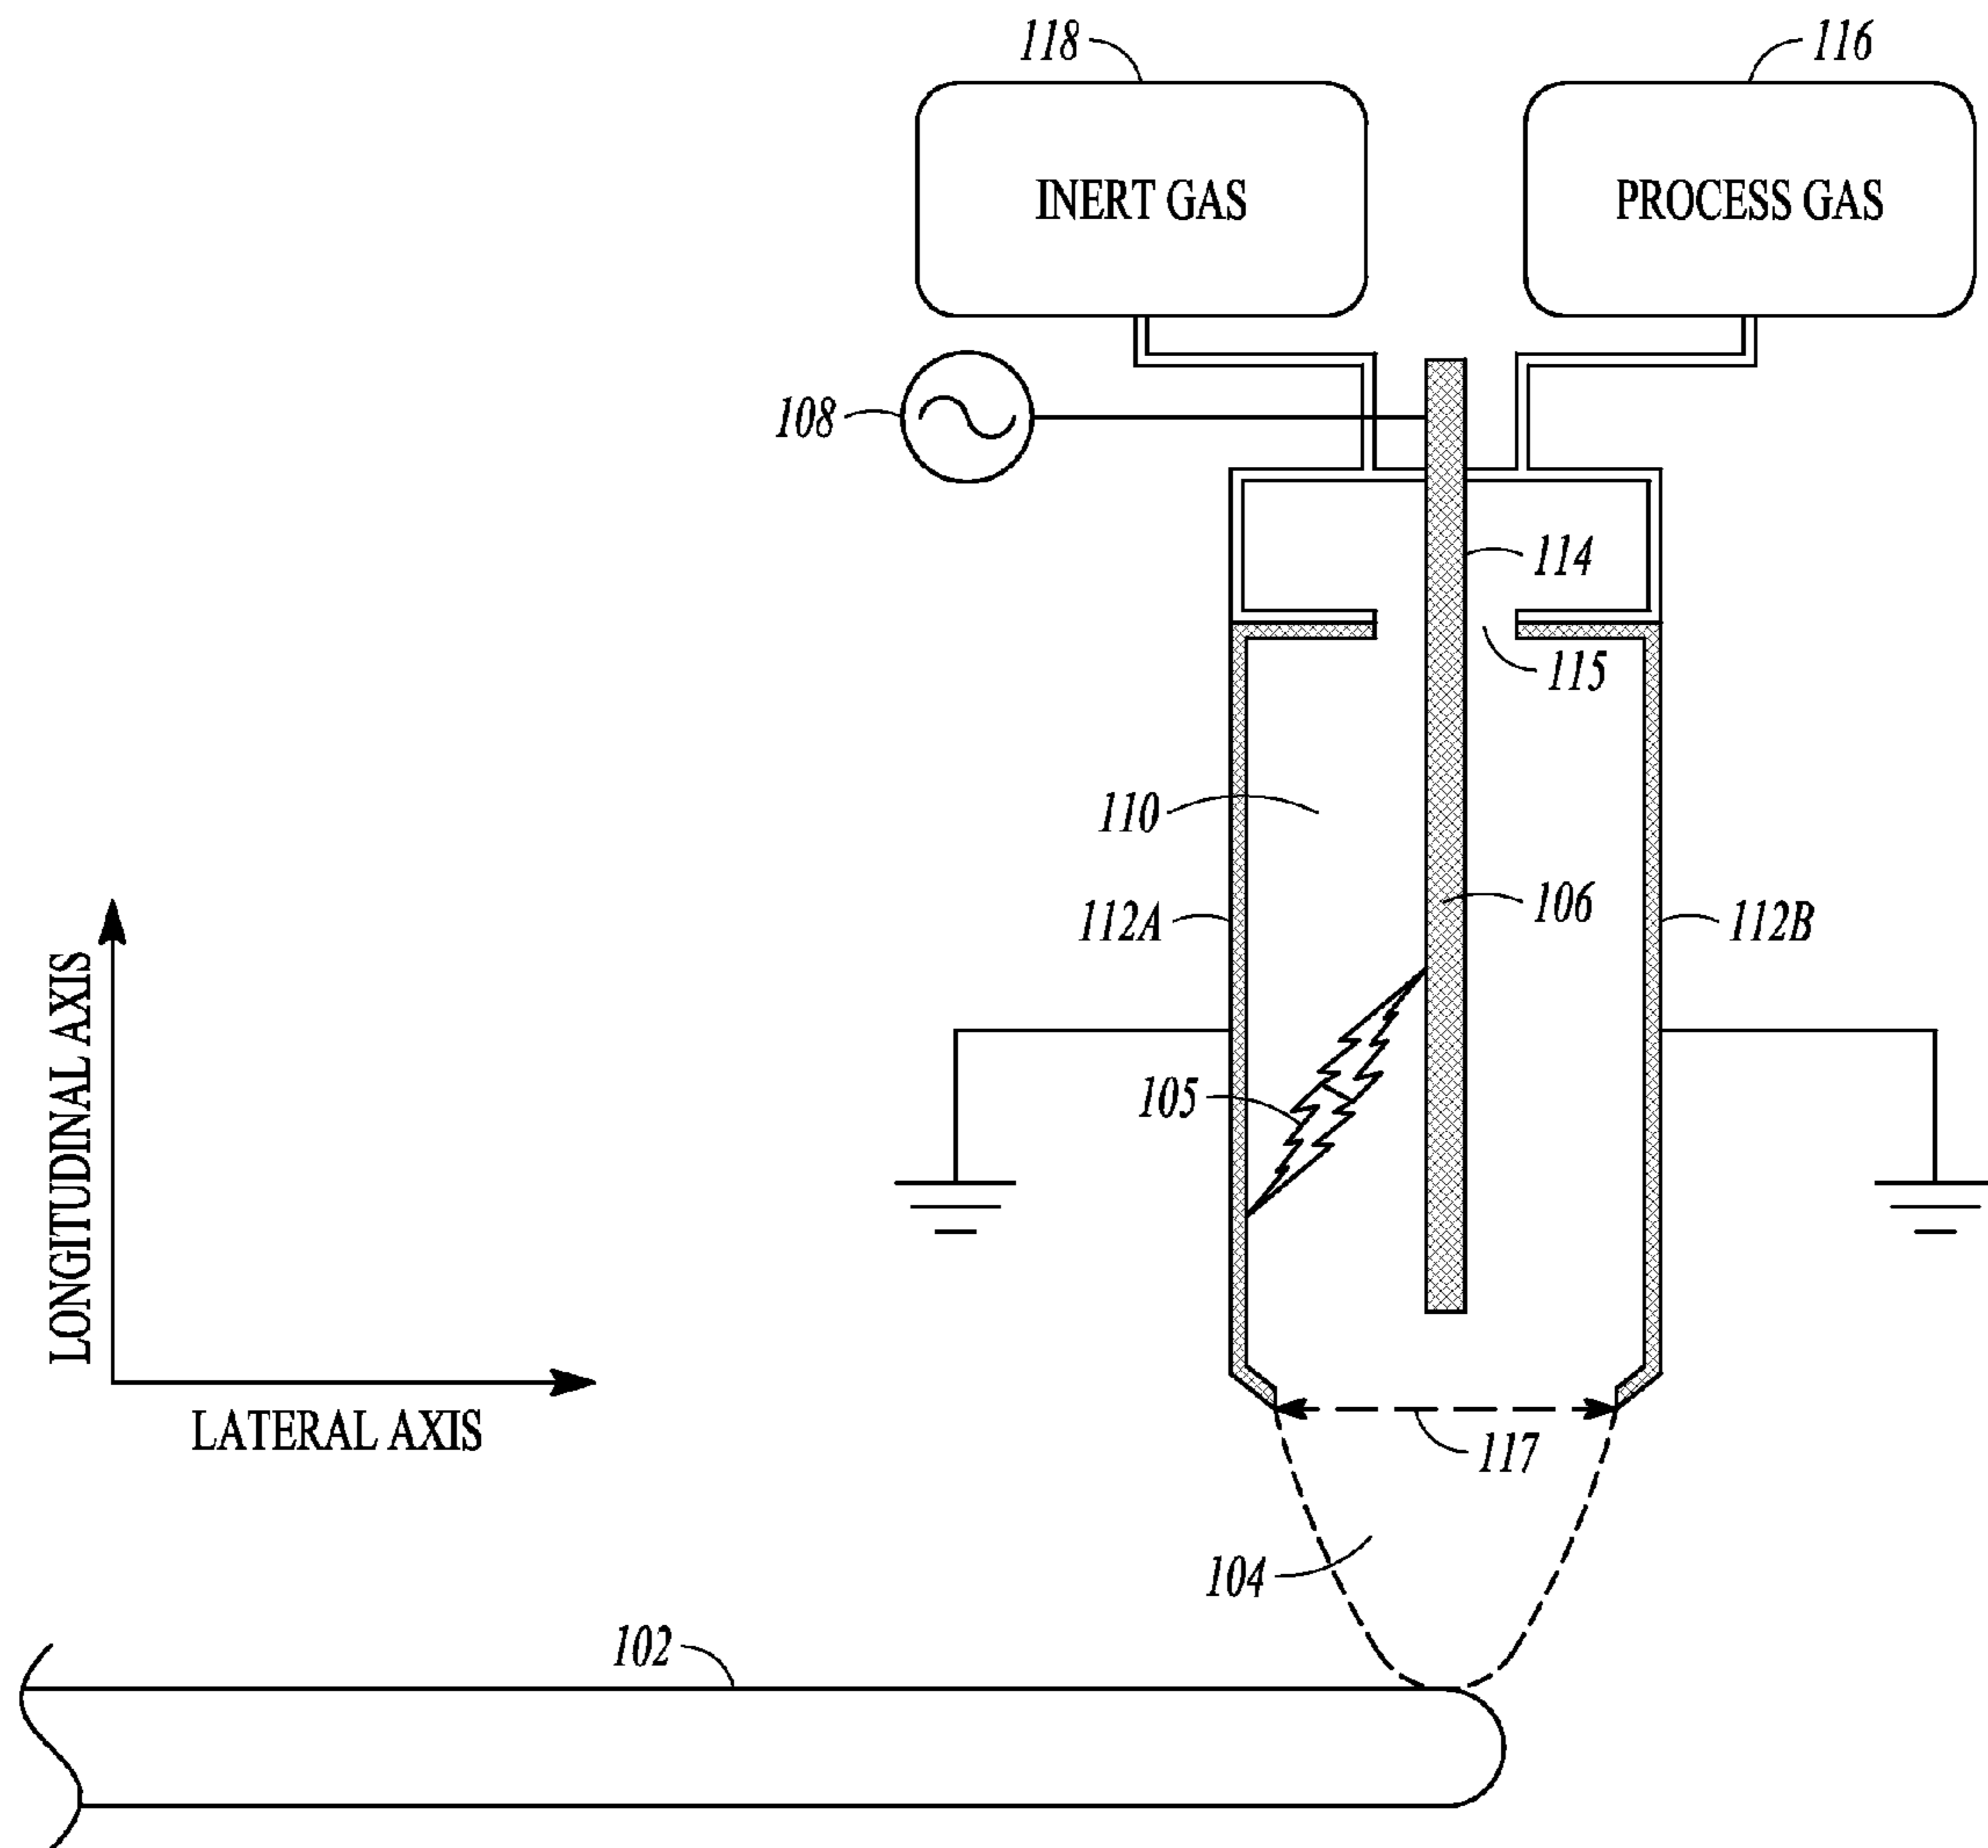 118
116
INERT GAS
PROCESS GAS
108
114
115
110
106
112A
112B
105
LONGITUDINAL AXIS
LATERAL AXIS
117
104
102